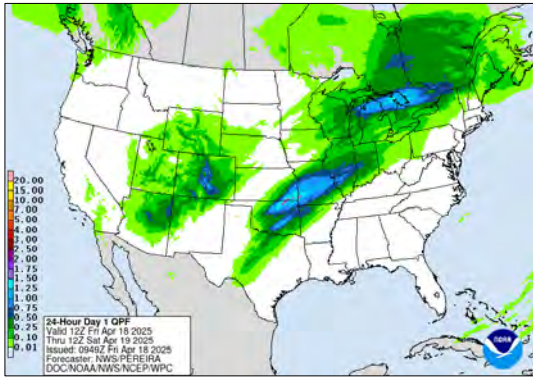 20.00
15.00
10.00
7.00
5.00
4.00
3.00
2.50
2.00
1.75
1.50
1.25
1.00
0.75
0.50
0.25
0.10
0.01
24-Hour Day 1 QPF
Valid 12Z Fri Apr 18 2025
Thru 12Z Sat Apr 19 2025
Issued: 0949Z Fri Apr 18 2025
Forecaster: NWS/PEREIRA
DOC/NOAA/NWS/NCEP/WPC
NOAA